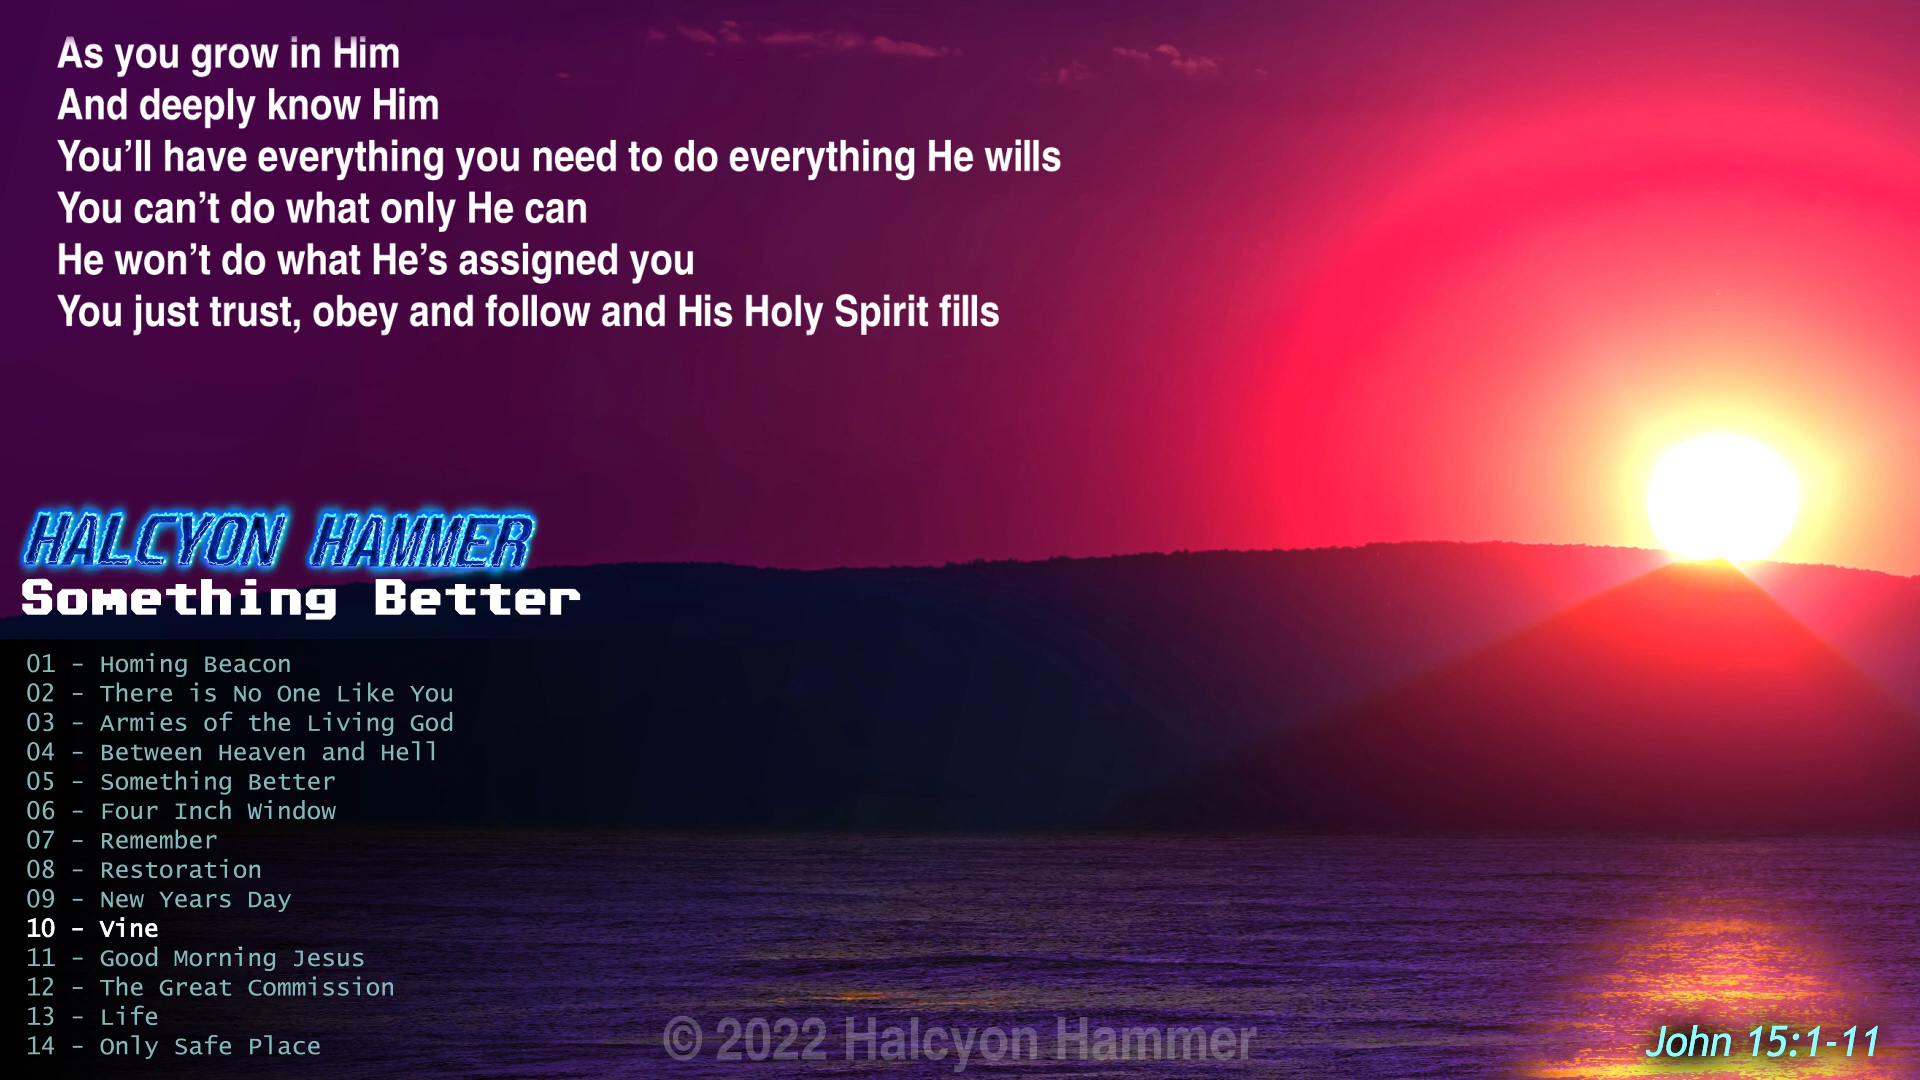 As you grow in Him
And deeply know Him
You’ll have everything you need to do everything He wills
You can’t do what only He can
He won’t do what He’s assigned you
You just trust, obey and follow and His Holy Spirit fills
HALCYON HAMMER
Something Better
01 - Homing Beacon
02 - There is No One Like You
03 - Armies of the Living God
04 - Between Heaven and Hell
05 - Something Better
06 - Four Inch Window
07 - Remember
08 - Restoration
09 - New Years Day
10 - Vine
11 - Good Morning Jesus
12 - The Great Commission
13 - Life
14 - Only Safe Place
© 2022 Halcyon Hammer
John 15:1-11